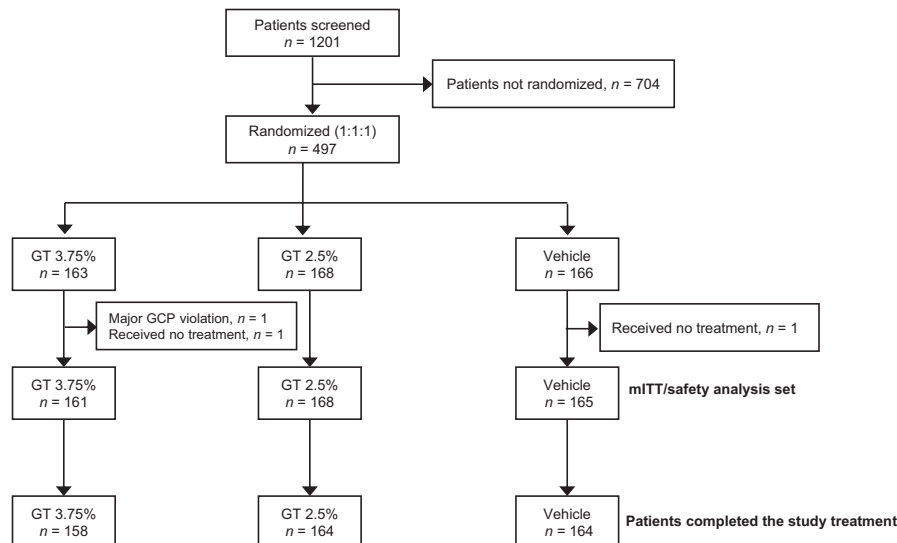 Patients screened
n = 1201
Patients not randomized, n = 704
Randomized (1:1:1)
n = 497
GT 3.75%
n = 163
GT 2.5%
n = 168
Vehicle
n = 166
Major GCP violation, n = 1
Received no treatment, n = 1
Received no treatment, n = 1
GT 3.75%
n = 161
GT 2.5%
n = 168
Vehicle
n = 165
mITT/safety analysis set
GT 3.75%
n = 158
GT 2.5%
n = 164
Vehicle
n = 164
Patients completed the study treatment